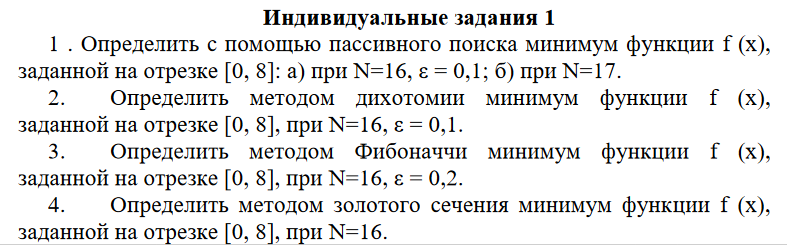 Индивидуальные задания 1
1 . Определить с помощью пассивного поиска минимум функции f (x),
заданной на отрезке [0, 8]: а) при N=16, ε = 0,1; б) при N=17.
2. Определить методом дихотомии минимум функции f (x),
заданной на отрезке [0, 8], при N=16, ε = 0,1.
3. Определить методом Фибоначчи минимум функции f (x),
заданной на отрезке [0, 8], при N=16, ε = 0,2.
4. Определить методом золотого сечения минимум функции f (x),
заданной на отрезке [0, 8], при N=16.